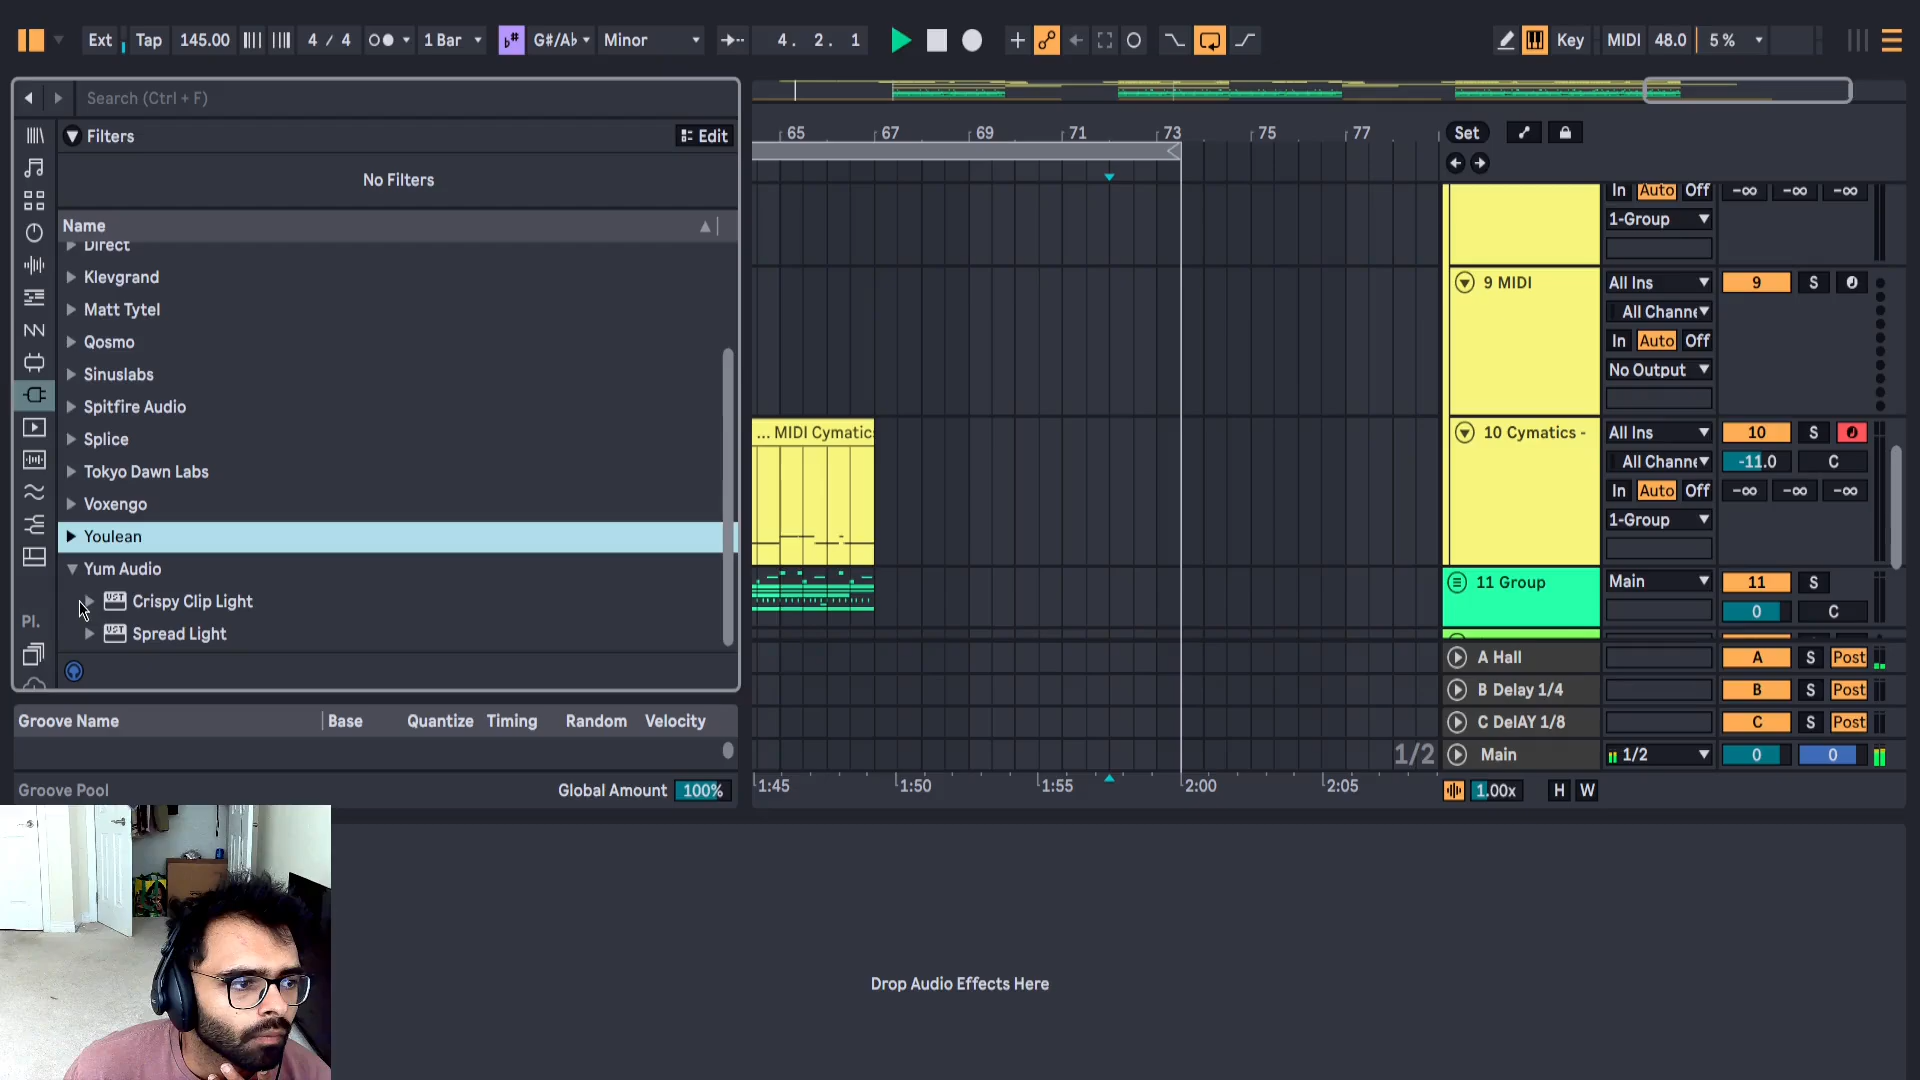 Ext Tap 145.00 4 / 4 1 Bar G#/A♭ Minor 4. 2. 1 Key MIDI 48.0 5 %
Search (Ctrl + F)
Filters Edit
No Filters
Name
Direct
Klevgrand
Matt Tytel
Qosmo
Sinuslabs
Spitfire Audio
Splice
Tokyo Dawn Labs
Voxengo
Youlean
Yum Audio
VST Crispy Clip Light
VST Spread Light
Pl.
Groove Name Base Quantize Timing Random Velocity
Groove Pool Global Amount 100%
65 67 69 71 73 75 77
Set
... MIDI Cymatics
1/2
1:45 1:50 1:55 2:00 2:05
In Auto Off -∞ -∞ -∞
1-Group
9 MIDI All Ins 9 S
All Channe
In Auto Off
No Output
10 Cymatics - All Ins 10 S
All Channe -11.0 C
In Auto Off -∞ -∞ -∞
1-Group
11 Group Main 11 S
0 C
A Hall A S Post
B Delay 1/4 B S Post
C DelAY 1/8 C S Post
Main 1/2 0 0
1.00x H W
Drop Audio Effects Here